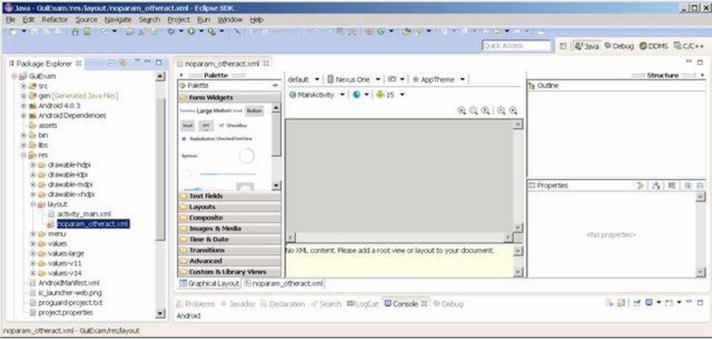 Java - GuiExam/res/layout/noparam_otheract.xml - Eclipse SDK
File Edit Refactor Source Navigate Search Project Run Window Help
Quick Access Java Debug DDMS C/C++
Package Explorer
GuiExam
src
gen [Generated Java Files]
Android 4.0.3
Android Dependencies
assets
bin
libs
res
drawable-hdpi
drawable-ldpi
drawable-mdpi
drawable-xhdpi
layout
activity_main.xml
noparam_otheract.xml
menu
values
values-large
values-v11
values-v14
AndroidManifest.xml
ic_launcher-web.png
proguard-project.txt
project.properties
noparam_otheract.xml
Palette
Palette
Form Widgets
Large Medium Small Button
Small OFF CheckBox
RadioButton CheckedTextView
Spinner
Text Fields
Layouts
Composite
Images & Media
Time & Date
Transitions
Advanced
Custom & Library Views
default Nexus One AppTheme
MainActivity 15
No XML content. Please add a root view or layout to your document.
Graphical Layout noparam_otheract.xml
Structure
Outline
Properties
<No properties>
Problems Javadoc Declaration Search LogCat Console Debug
Android
noparam_otheract.xml - GuiExam/res/layout